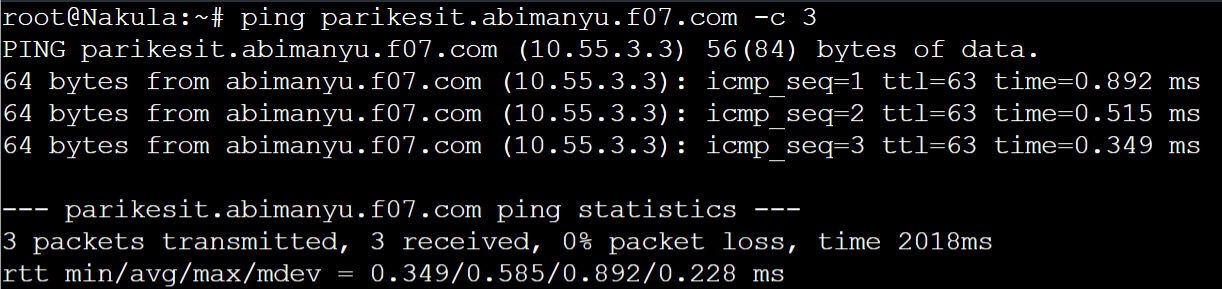 root@Nakula:~# ping parikesit.abimanyu.f07.com -c 3
PING parikesit.abimanyu.f07.com (10.55.3.3) 56(84) bytes of data.
64 bytes from abimanyu.f07.com (10.55.3.3): icmp_seq=1 ttl=63 time=0.892 ms
64 bytes from abimanyu.f07.com (10.55.3.3): icmp_seq=2 ttl=63 time=0.515 ms
64 bytes from abimanyu.f07.com (10.55.3.3): icmp_seq=3 ttl=63 time=0.349 ms

--- parikesit.abimanyu.f07.com ping statistics ---
3 packets transmitted, 3 received, 0% packet loss, time 2018ms
rtt min/avg/max/mdev = 0.349/0.585/0.892/0.228 ms